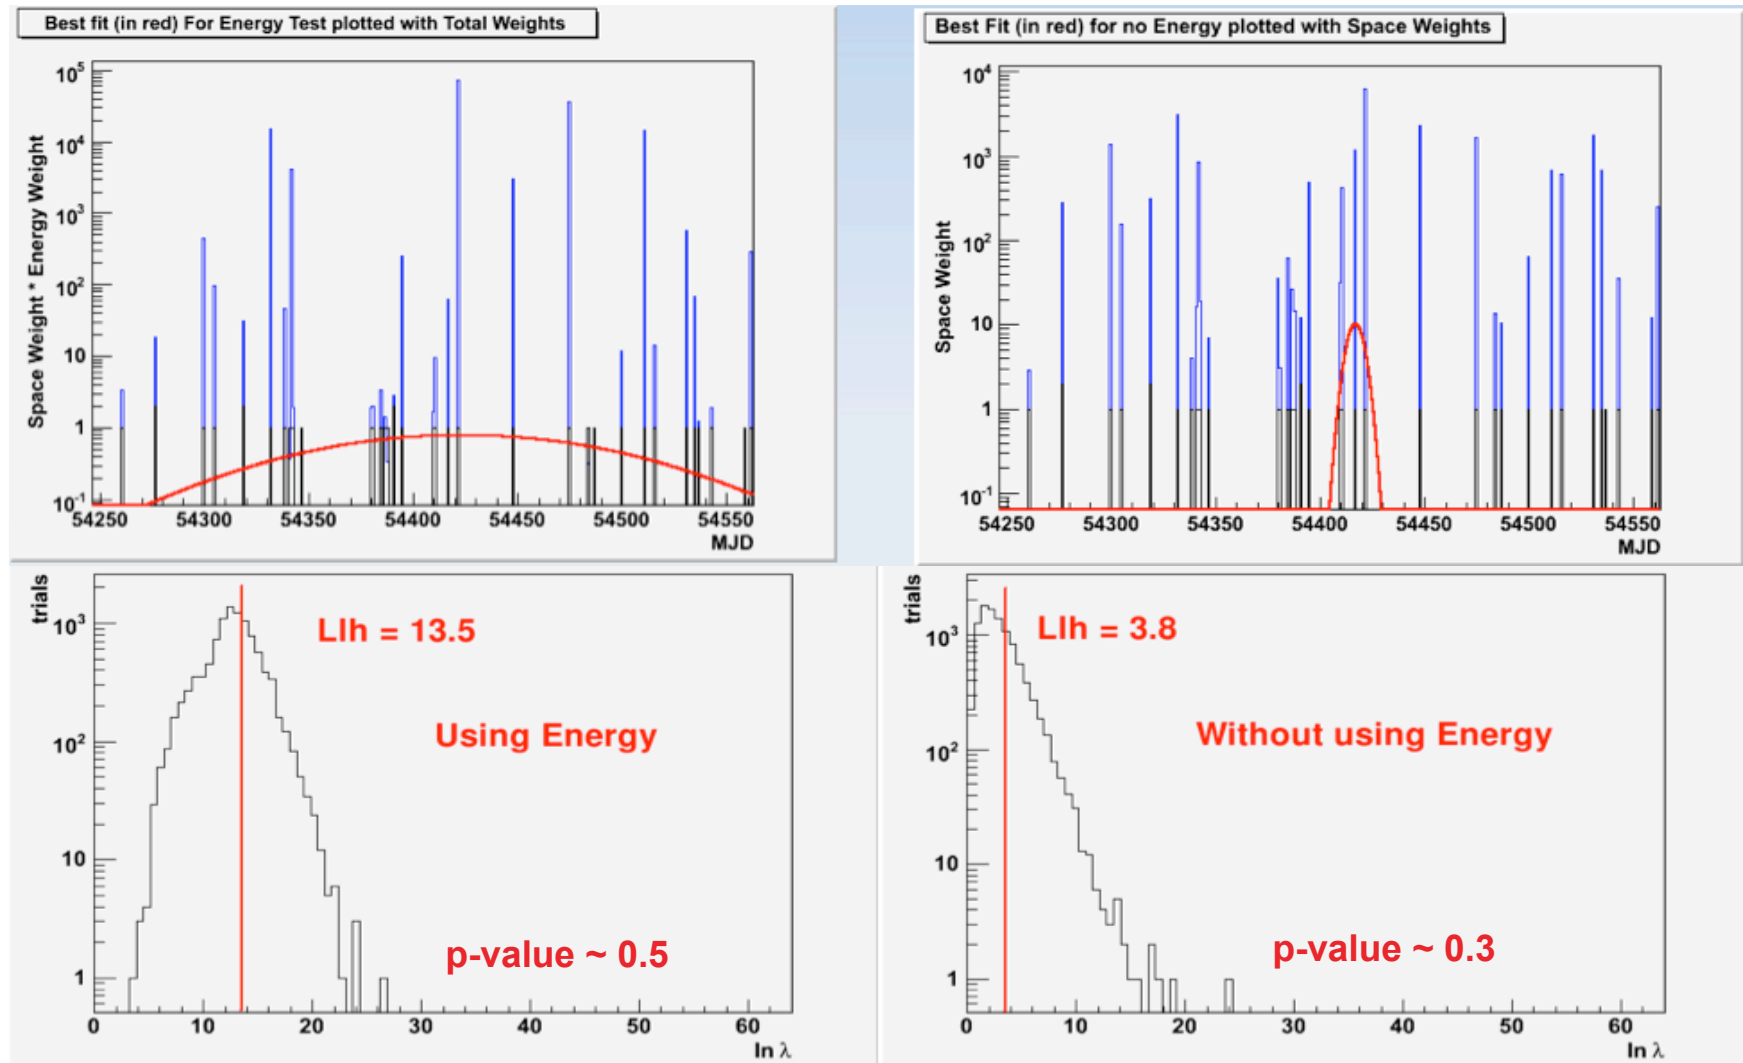 Best fit (in red) For Energy Test plotted with Total Weights
Space Weight * Energy Weight
10^5
10^4
10^3
10^2
10
1
10^-1
54250 54300 54350 54400 54450 54500 54550
MJD
Best Fit (in red) for no Energy plotted with Space Weights
Space Weight
10^4
10^3
10^2
10
1
10^-1
54250 54300 54350 54400 54450 54500 54550
MJD
trials
10^3
10^2
10
1
Llh = 13.5
Using Energy
p-value ~ 0.5
0 10 20 30 40 50 60
ln λ
trials
10^3
10^2
10
1
Llh = 3.8
Without using Energy
p-value ~ 0.3
0 10 20 30 40 50 60
ln λ